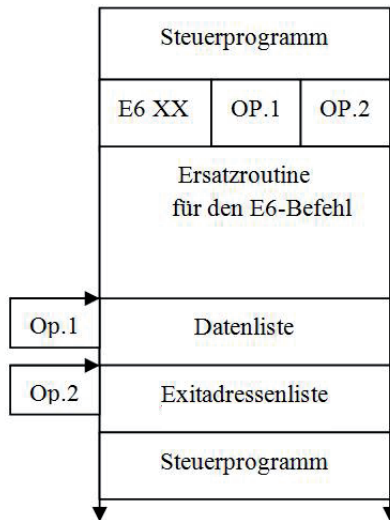 Steuerprogramm
E6 XX OP.1 OP.2
Ersatzroutine
für den E6-Befehl
Op.1 Datenliste
Op.2 Exitadressenliste
Steuerprogramm